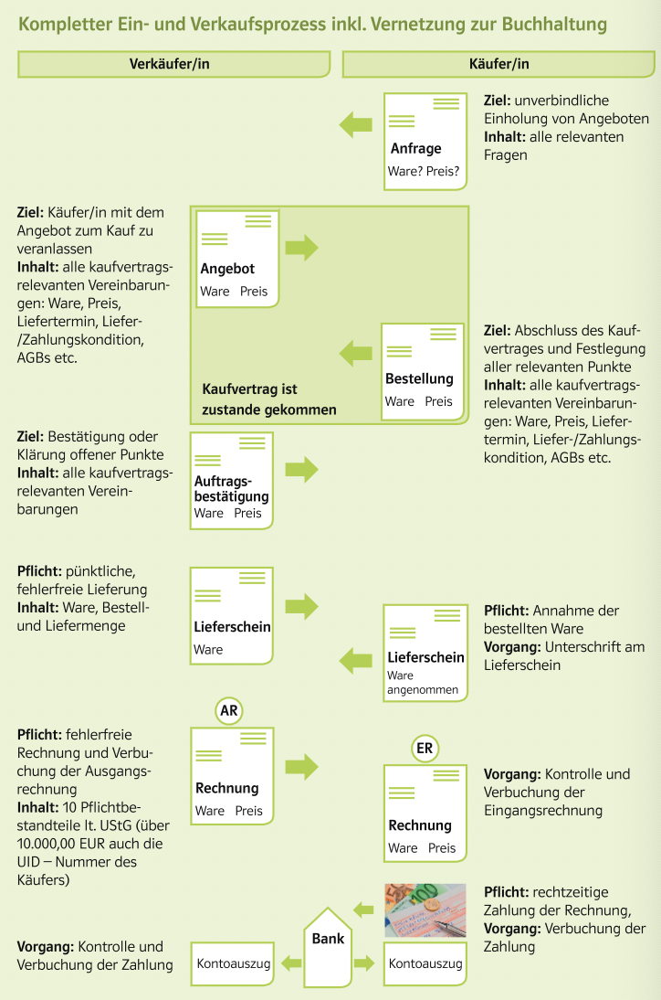 Kompletter Ein- und Verkaufsprozess inkl. Vernetzung zur Buchhaltung
Verkäufer/in
Käufer/in
Anfrage
Ware? Preis?
Ziel: unverbindliche
Einholung von Angeboten
Inhalt: alle relevanten
Fragen
Ziel: Käufer/in mit dem
Angebot zum Kauf zu
veranlassen
Inhalt: alle kaufvertrags-
relevanten Vereinbarun-
gen: Ware, Preis,
Liefertermin, Liefer-
/Zahlungskondition,
AGBs etc.
Angebot
Ware Preis
Kaufvertrag ist
zustande gekommen
Bestellung
Ware Preis
Ziel: Abschluss des Kauf-
vertrages und Festlegung
aller relevanten Punkte
Inhalt: alle kaufvertrags-
relevanten Vereinbarun-
gen: Ware, Preis, Liefer-
termin, Liefer-/Zahlungs-
kondition, AGBs etc.
Ziel: Bestätigung oder
Klärung offener Punkte
Inhalt: alle kaufvertrags-
relevanten Verein-
barungen
Auftrags-
bestätigung
Ware Preis
Pflicht: pünktliche,
fehlerfreie Lieferung
Inhalt: Ware, Bestell-
und Liefermenge
Lieferschein
Ware
Lieferschein
Ware
angenommen
Pflicht: Annahme der
bestellten Ware
Vorgang: Unterschrift am
Lieferschein
AR
Pflicht: fehlerfreie
Rechnung und Verbu-
chung der Ausgangs-
rechnung
Inhalt: 10 Pflichtbe-
standteile lt. UStG (über
10.000,00 EUR auch die
UID – Nummer des
Käufers)
Rechnung
Ware Preis
ER
Rechnung
Ware Preis
Vorgang: Kontrolle und
Verbuchung der
Eingangsrechnung
100
Pflicht: rechtzeitige
Zahlung der Rechnung,
Vorgang: Verbuchung der
Zahlung
Vorgang: Kontrolle und
Verbuchung der Zahlung
Kontoauszug
Bank
Kontoauszug